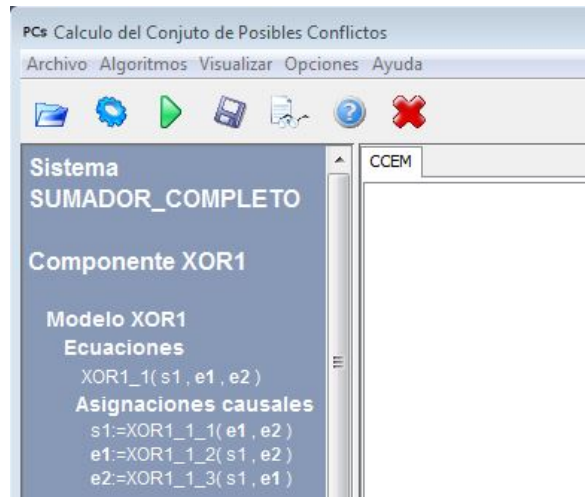 PCs Calculo del Conjuto de Posibles Conflictos
Archivo Algoritmos Visualizar Opciones Ayuda
Sistema
SUMADOR_COMPLETO
CCEM
Componente XOR1
Modelo XOR1
Ecuaciones
XOR1_1( s1 , e1 , e2 )
Asignaciones causales
s1:=XOR1_1_1( e1 , e2 )
e1:=XOR1_1_2( s1 , e2 )
e2:=XOR1_1_3( s1 , e1 )